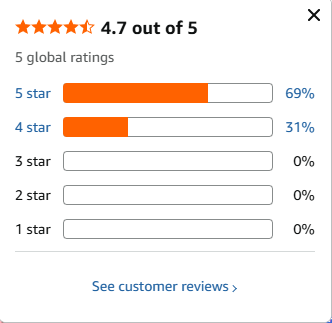 4.7 out of 5
5 global ratings
5 star 69%
4 star 31%
3 star 0%
2 star 0%
1 star 0%
See customer reviews ›